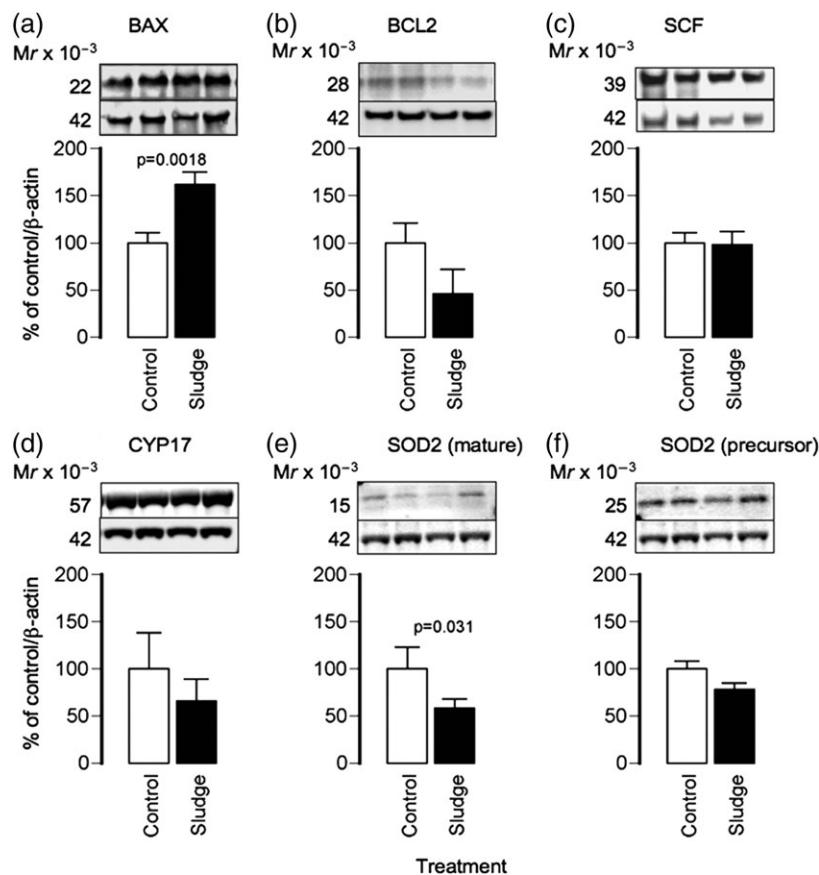 (a) BAX
Mr x 10⁻³
22
42
200
150
100
50
0
% of control/β-actin
p=0.0018
Control
Sludge
(b) BCL2
Mr x 10⁻³
28
42
200
150
100
50
0
Control
Sludge
(c) SCF
Mr x 10⁻³
39
42
200
150
100
50
0
Control
Sludge
(d) CYP17
Mr x 10⁻³
57
42
200
150
100
50
0
% of control/β-actin
Control
Sludge
(e) SOD2 (mature)
Mr x 10⁻³
15
42
200
150
100
50
0
p=0.031
Control
Sludge
(f) SOD2 (precursor)
Mr x 10⁻³
25
42
200
150
100
50
0
Control
Sludge
Treatment